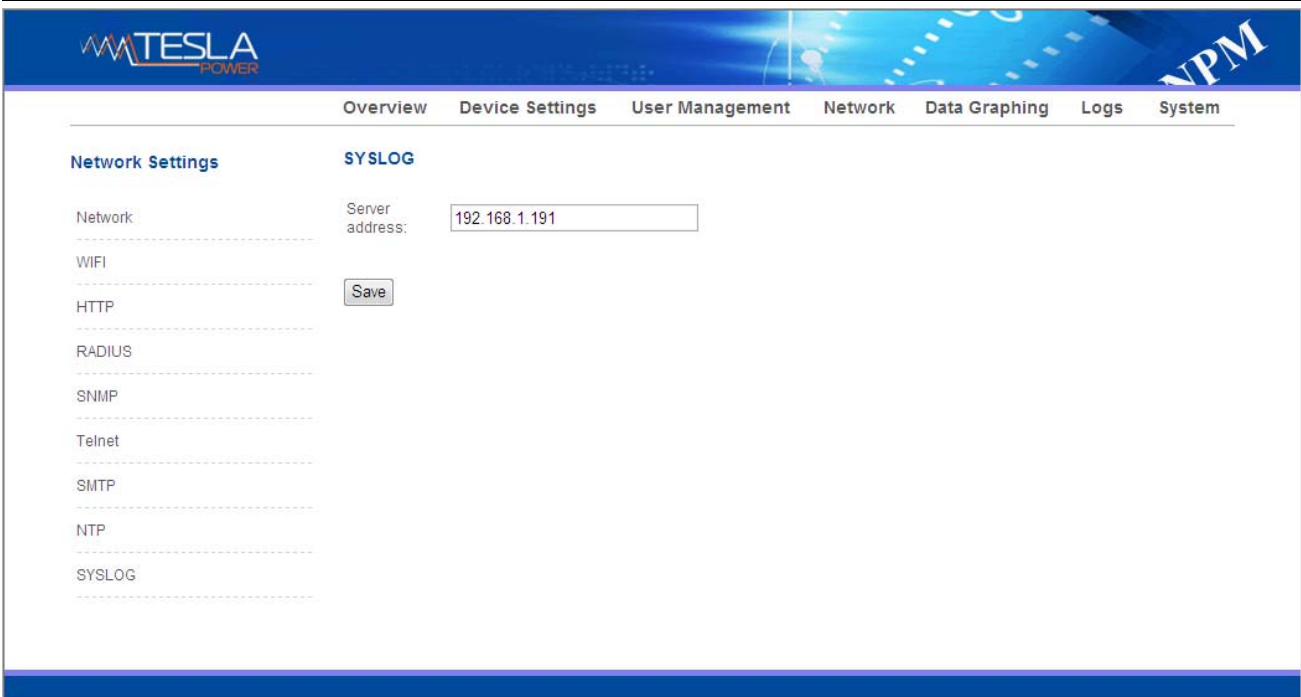 TESLA
POWER
NPM
Overview Device Settings User Management Network Data Graphing Logs System
Network Settings
SYSLOG
Server
address:
192.168.1.191
Save
Network
WIFI
HTTP
RADIUS
SNMP
Telnet
SMTP
NTP
SYSLOG